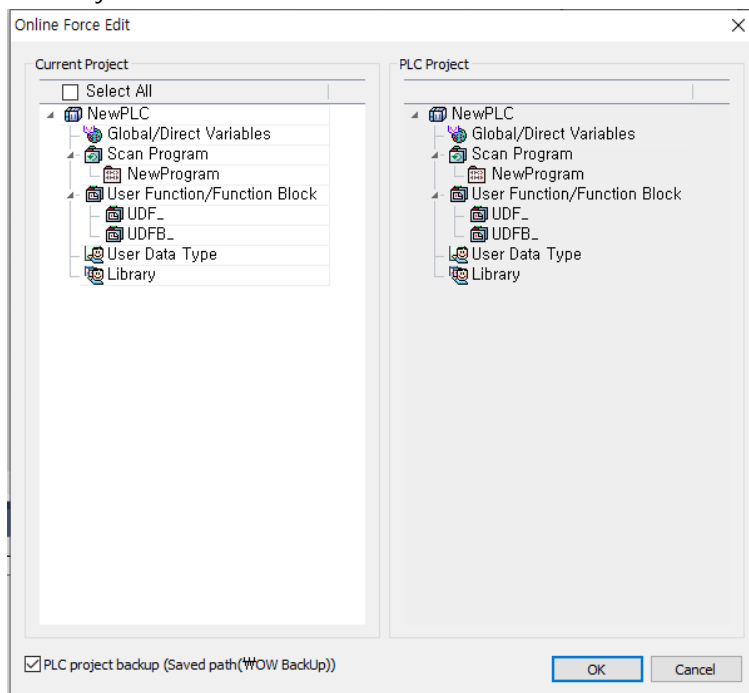 Online Force Edit
Current Project
Select All
NewPLC
Global/Direct Variables
Scan Program
NewProgram
User Function/Function Block
UDF_
UDFB_
User Data Type
Library
PLC Project
NewPLC
Global/Direct Variables
Scan Program
NewProgram
User Function/Function Block
UDF_
UDFB_
User Data Type
Library
PLC project backup (Saved path(₩OW BackUp))
OK
Cancel